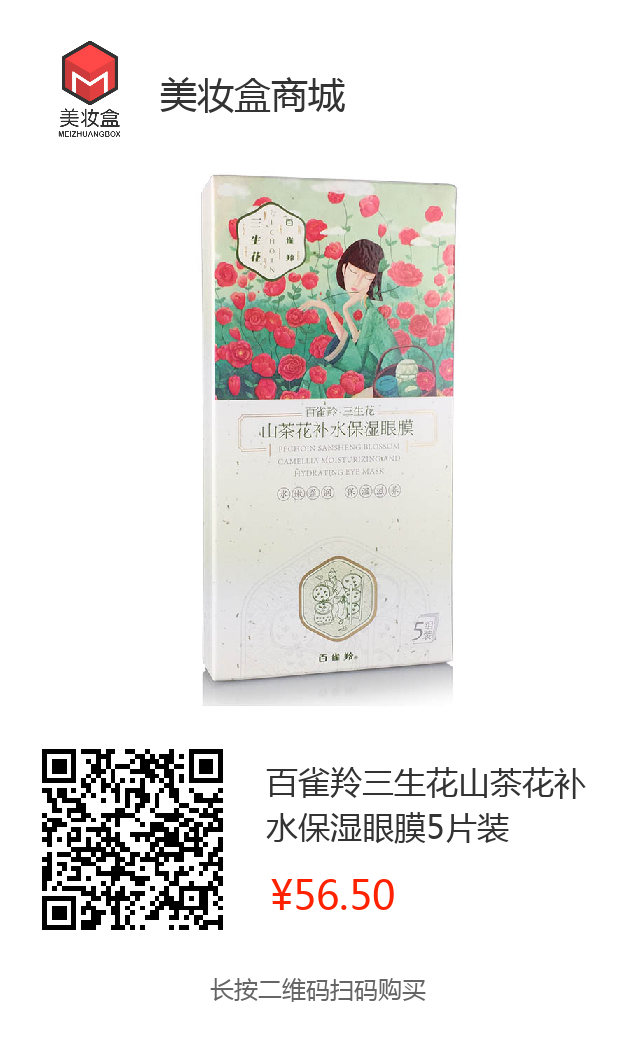 美妆盒
MEIZHUANGBOX
美妆盒商城
三生花
PECHOIN
百雀羚
百雀羚·三生花
山茶花补水保湿眼膜
PECHOIN SANSHENG BLOSSOM
CAMELLIA MOISTURIZING AND
HYDRATING EYE MASK
百雀羚®
5组装
百雀羚三生花山茶花补
水保湿眼膜5片装
¥56.50
长按二维码扫码购买